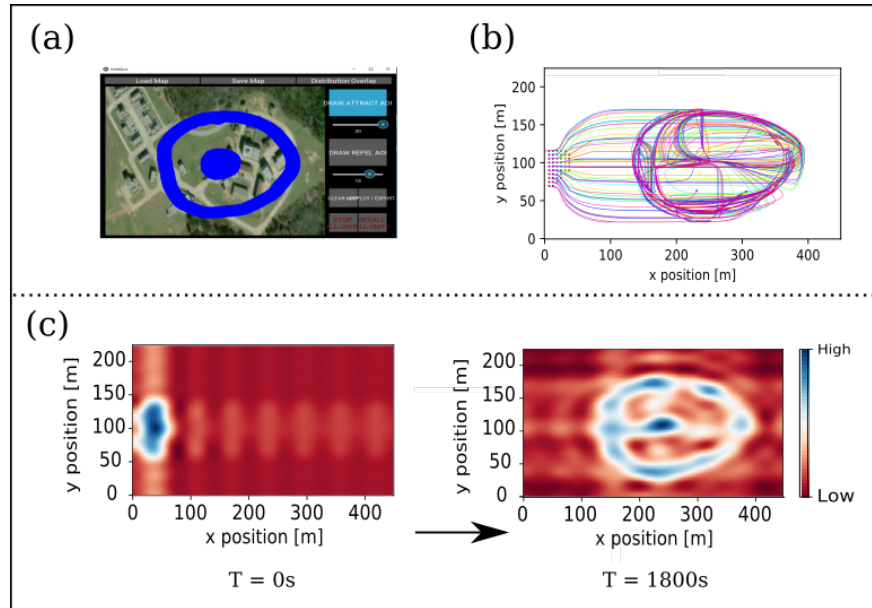 (a)
Load Map Save Map Distribution Overlay
DRAW ATTRACT AOI
DRAW REPEL AOI
STOP RECALL
(b)
y position [m]
200
150
100
50
0
0 100 200 300 400
x position [m]
(c)
y position [m]
200
150
100
50
0
0 100 200 300 400
x position [m]
T = 0s
y position [m]
200
150
100
50
0
0 100 200 300 400
x position [m]
T = 1800s
High
Low